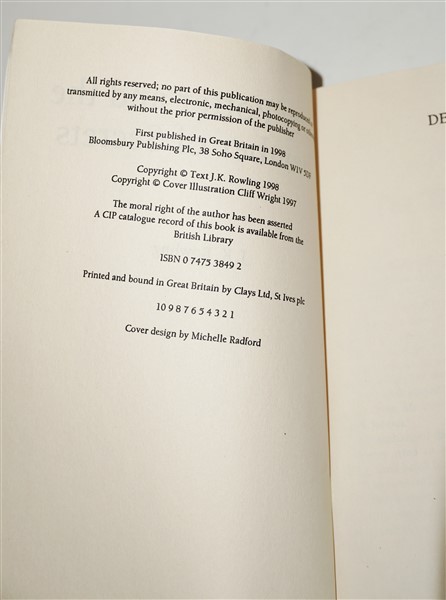 All rights reserved; no part of this publication may be reproduced or
transmitted by any means, electronic, mechanical, photocopying or
without the prior permission of the publisher
First published in Great Britain in 1998
Bloomsbury Publishing Plc, 38 Soho Square, London W1V
Copyright © Text J.K. Rowling 1998
Copyright © Cover Illustration Cliff Wright 1997
The moral right of the author has been asserted
A CIP catalogue record of this book is available from the
British Library
ISBN 0 7475 3849 2
Printed and bound in Great Britain by Clays Ltd, St Ives plc
10 9 8 7 6 5 4 3 2 1
Cover design by Michelle Radford
DE